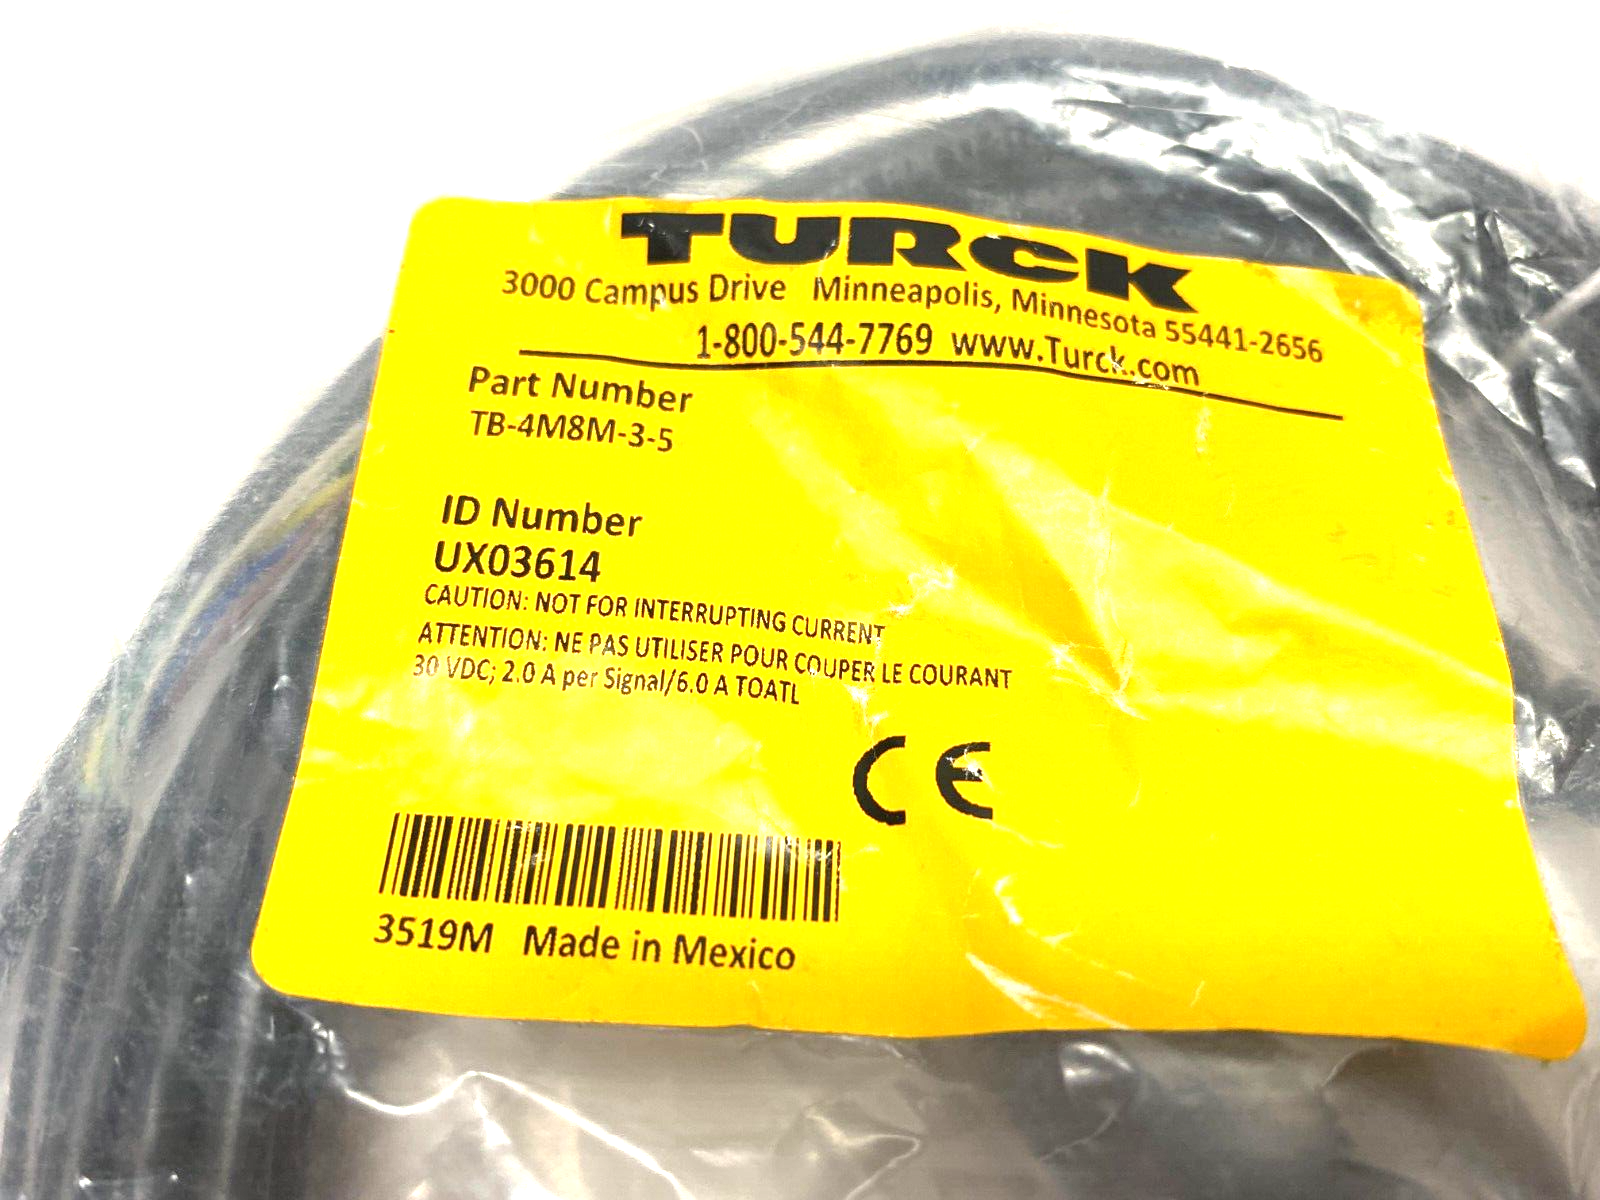 TURCK
3000 Campus Drive Minneapolis, Minnesota 55441-2656
1-800-544-7769 www.Turck.com
Part Number
TB-4M8M-3-5
ID Number
UX03614
CAUTION: NOT FOR INTERRUPTING CURRENT
ATTENTION: NE PAS UTILISER POUR COUPER LE COURANT
30 VDC; 2.0 A per Signal/6.0 A TOATL
CE
3519M Made in Mexico